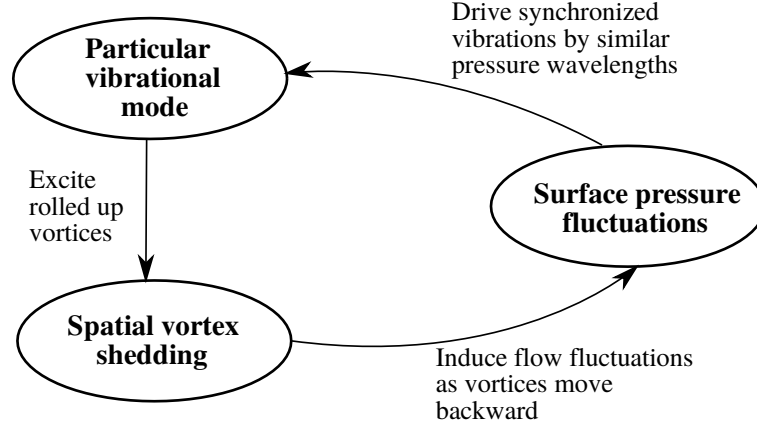 Drive synchronized
vibrations by similar
pressure wavelengths
Particular
vibrational
mode
Excite
rolled up
vortices
Surface pressure
fluctuations
Spatial vortex
shedding
Induce flow fluctuations
as vortices move
backward